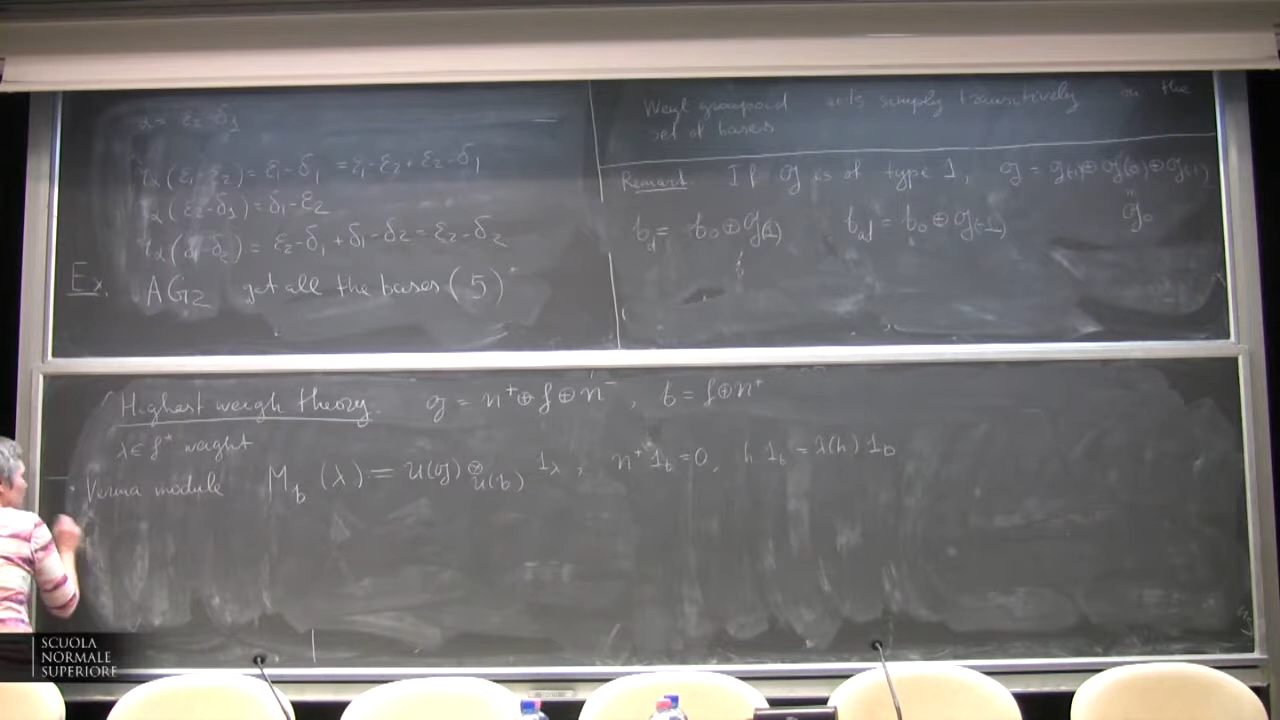 α = ε₂-δ₁
r_α(ε₁-ε₂) = ε₁-δ₁ = ε₁-ε₂+ε₂-δ₁
r_α(ε₂-δ₁) = δ₁-ε₂
r_α(δ₁-δ₂) = ε₂-δ₁+δ₁-δ₂ = ε₂-δ₂
Ex. AG₂ get all the bases (5)
Weyl groupoid acts simply transitively on the
set of bases
Remark. If 𝔤 is of type 1, 𝔤 = 𝔤(-1)⊕𝔤(0)⊕𝔤(1)
𝔤₀
𝔟_d = 𝔟₀⊕𝔤(1) 𝔟_ad = 𝔟₀⊕𝔤(-1)
Highest weigh theory. 𝔤 = n⁺⊕𝔥⊕n⁻, 𝔟 = 𝔥⊕n⁺
λ∈𝔥* weight
Verma module M_b(λ) = U(𝔤) ⊗_{U(b)} 1_λ, n⁺1_b = 0, h 1_b = λ(h) 1_b
SCUOLA
NORMALE
SUPERIORE